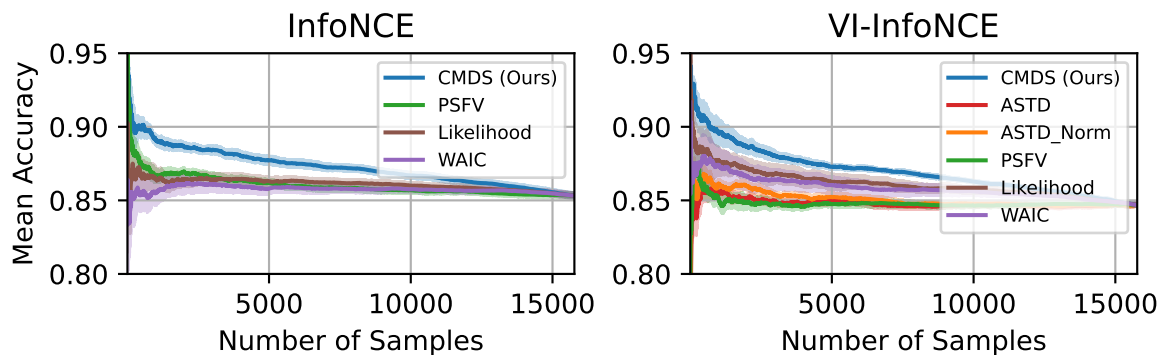 InfoNCE
Mean Accuracy
0.95
0.90
0.85
0.80
CMDS (Ours)
PSFV
Likelihood
WAIC
5000
10000
15000
Number of Samples
VI-InfoNCE
0.95
0.90
0.85
0.80
CMDS (Ours)
ASTD
ASTD_Norm
PSFV
Likelihood
WAIC
5000
10000
15000
Number of Samples